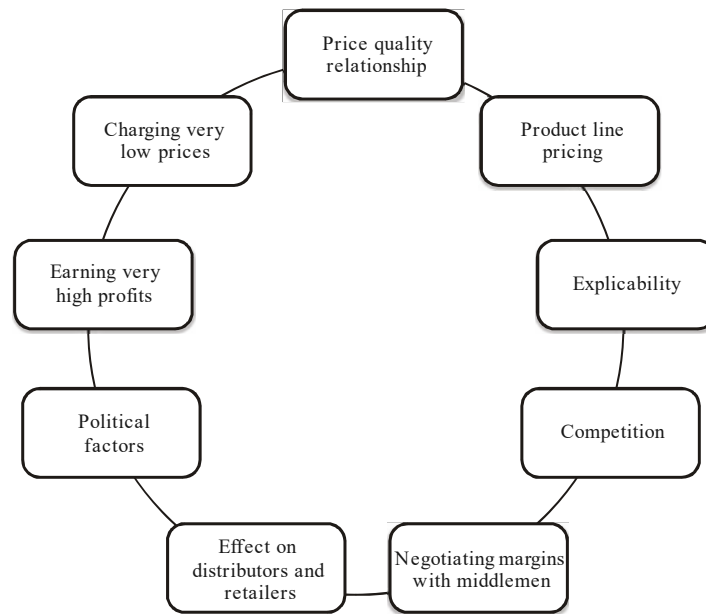 Price quality
relationship
Product line
pricing
Explicability
Competition
Negotiating margins
with middlemen
Effect on
distributors and
retailers
Political
factors
Earning very
high profits
Charging very
low prices